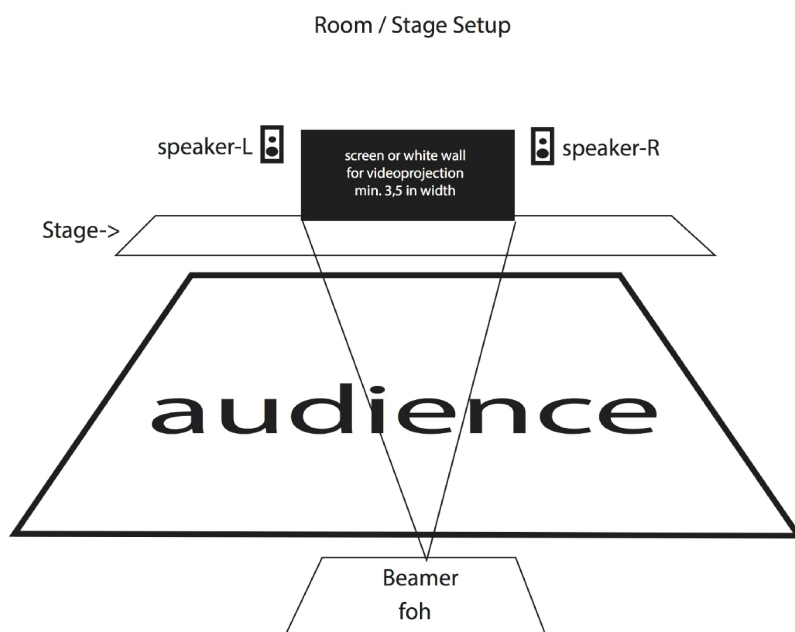 Room / Stage Setup
speaker-L
screen or white wall
for videoprojection
min. 3,5 in width
speaker-R
Stage->
audience
Beamer
foh